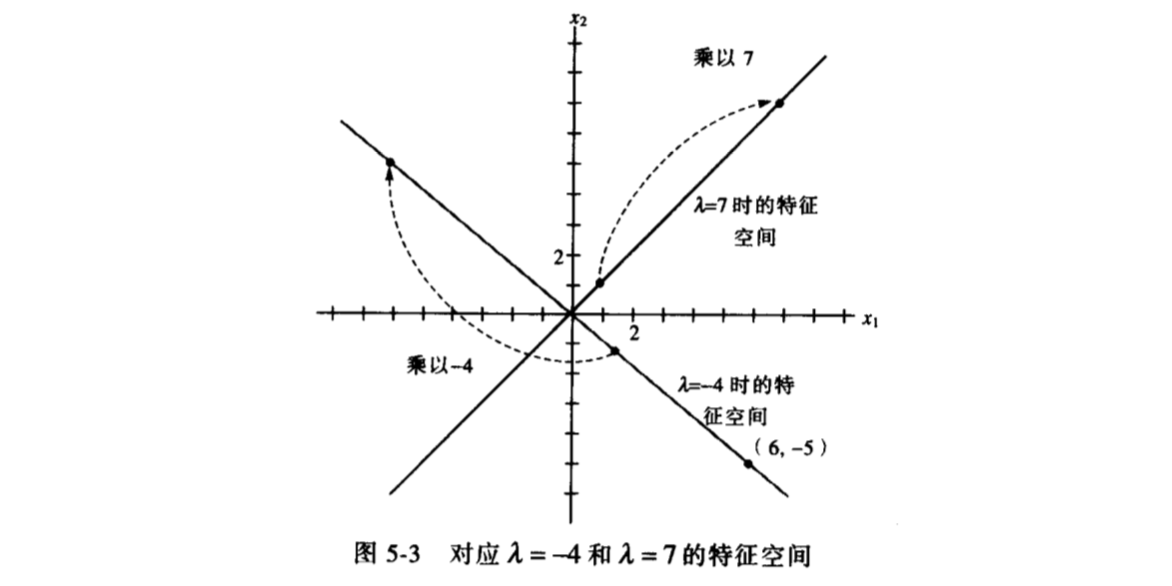 x₂
乘以 7
λ=7 时的特征
空间
2
x₁
2
乘以–4
λ=–4 时的特
征空间
(6, –5)
图 5-3 对应 λ = –4 和 λ = 7 的特征空间